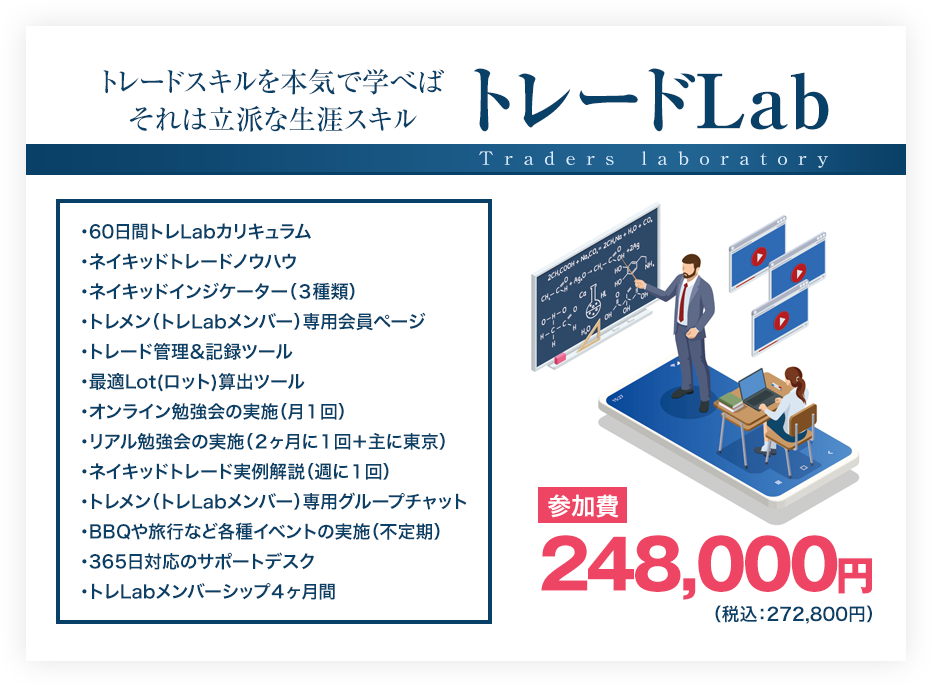 トレードスキルを本気で学べば
それは立派な生涯スキル
トレードLab
Traders laboratory
・60日間トレLabカリキュラム
・ネイキッドトレードノウハウ
・ネイキッドインジケーター（3種類）
・トレメン（トレLabメンバー）専用会員ページ
・トレード管理&記録ツール
・最適Lot(ロット)算出ツール
・オンライン勉強会の実施（月1回）
・リアル勉強会の実施（2ヶ月に1回＋主に東京）
・ネイキッドトレード実例解説（週に1回）
・トレメン（トレLabメンバー）専用グループチャット
・BBQや旅行など各種イベントの実施（不定期）
・365日対応のサポートデスク
・トレLabメンバーシップ4ヶ月間
参加費
248,000円
（税込：272,800円）